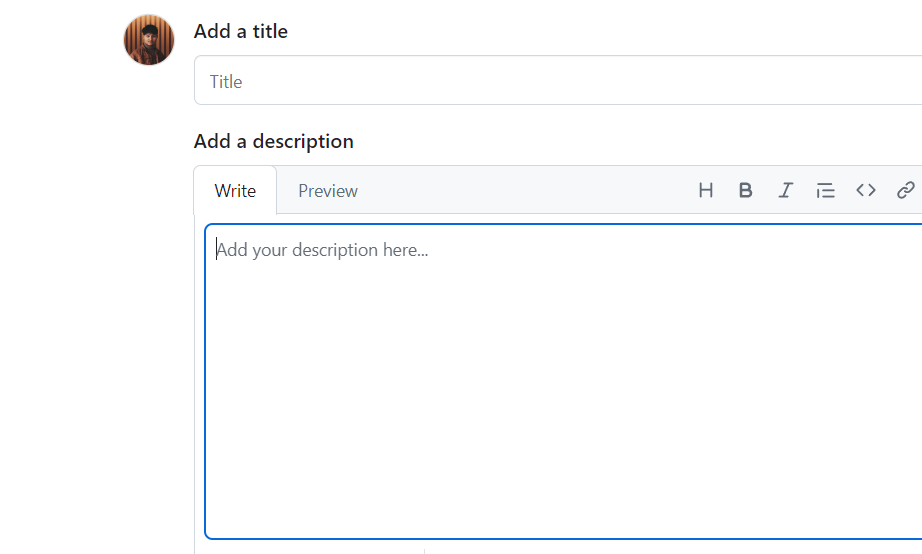 Add a title
Title
Add a description
Write Preview
Add your description here...